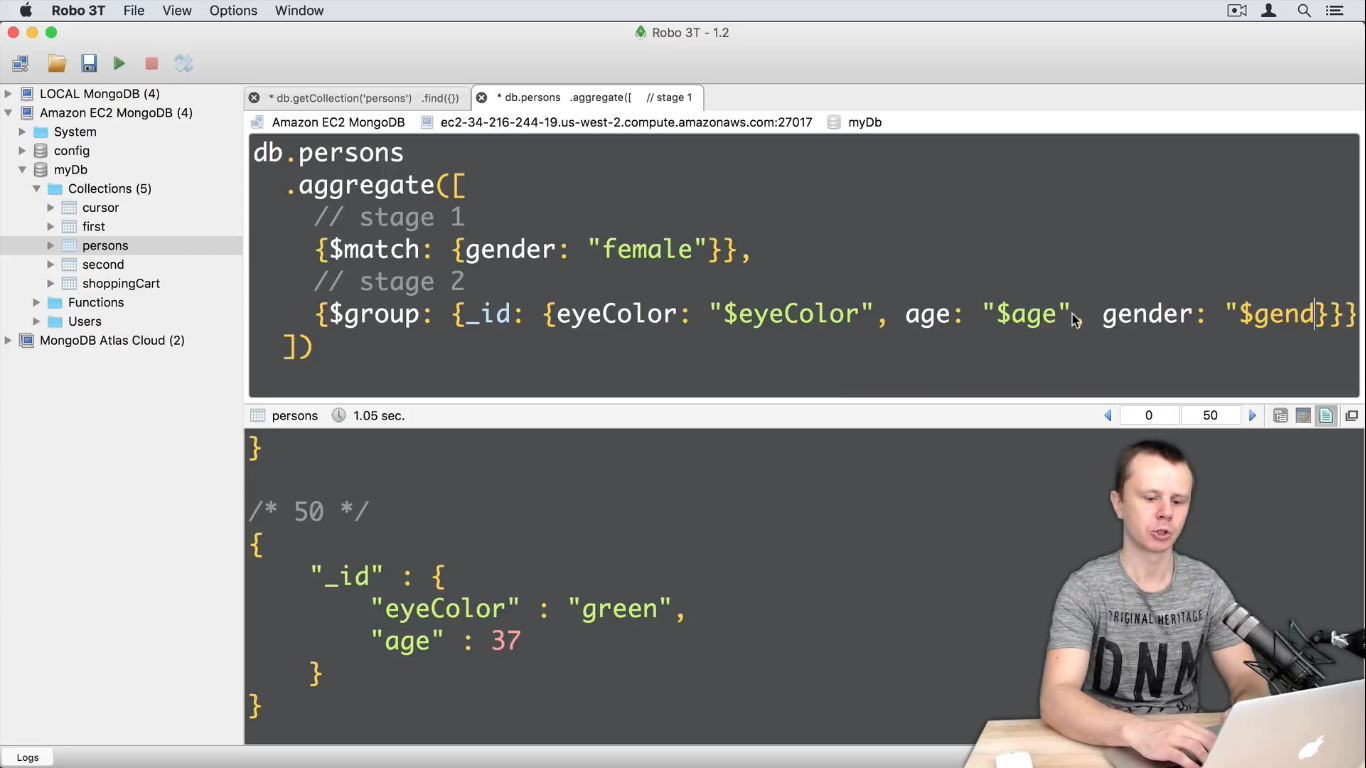 Robo 3T File View Options Window
Robo 3T - 1.2
LOCAL MongoDB (4)
Amazon EC2 MongoDB (4)
System
config
myDb
Collections (5)
cursor
first
persons
second
shoppingCart
Functions
Users
MongoDB Atlas Cloud (2)
* db.getCollection('persons') .find({})
* db.persons .aggregate([ // stage 1
Amazon EC2 MongoDB ec2-34-216-244-19.us-west-2.compute.amazonaws.com:27017 myDb
db.persons
.aggregate([
// stage 1
{$match: {gender: "female"}},
// stage 2
{$group: {_id: {eyeColor: "$eyeColor", age: "$age", gender: "$gend}}}
])
persons 1.05 sec. 0 50
}
/* 50 */
{
"_id" : {
"eyeColor" : "green",
"age" : 37
}
}
ORIGINAL HERITAGE
DNM
Logs